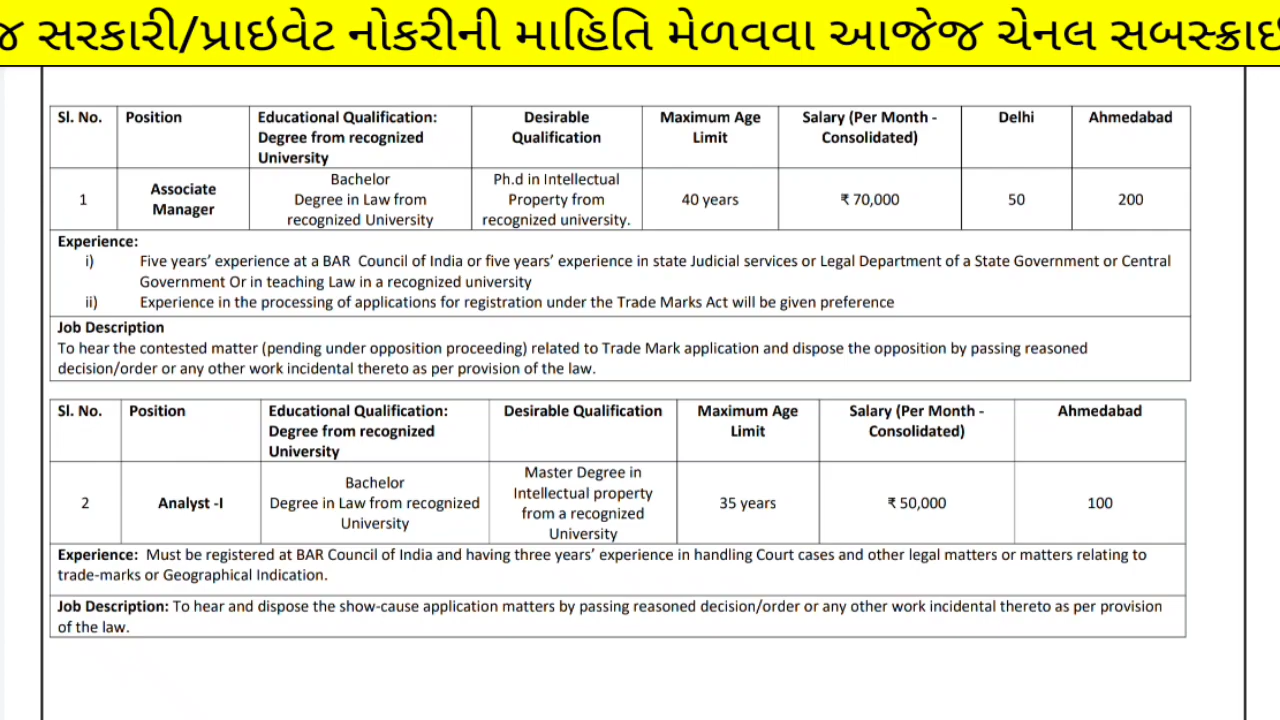 જ સરકારી/પ્રાઇવેટ નોકરીની માહિતિ મેળવવા આજેજ ચેનલ
Sl. No. Position Educational Qualification: Desirable Maximum Age Salary (Per Month - Delhi Ahmedabad
Degree from recognized Qualification Limit Consolidated)
University
1 Associate Manager Bachelor Degree in Law from recognized University Ph.d in Intellectual Property from recognized university. 40 years ₹ 70,000 50 200
Experience:
i) Five years’ experience at a BAR Council of India or five years’ experience in state Judicial services or Legal Department of a State Government or Central
Government Or in teaching Law in a recognized university
ii) Experience in the processing of applications for registration under the Trade Marks Act will be given preference
Job Description
To hear the contested matter (pending under opposition proceeding) related to Trade Mark application and dispose the opposition by passing reasoned
decision/order or any other work incidental thereto as per provision of the law.
Sl. No. Position Educational Qualification: Desirable Qualification Maximum Age Salary (Per Month - Ahmedabad
Degree from recognized Limit Consolidated)
University
2 Analyst -I Bachelor Degree in Law from recognized University Master Degree in Intellectual property from a recognized University 35 years ₹ 50,000 100
Experience: Must be registered at BAR Council of India and having three years’ experience in handling Court cases and other legal matters or matters relating to
trade-marks or Geographical Indication.
Job Description: To hear and dispose the show-cause application matters by passing reasoned decision/order or any other work incidental thereto as per provision
of the law.